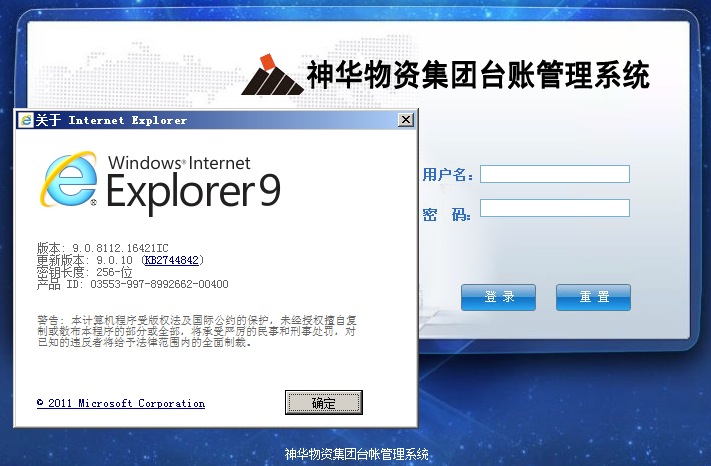 神华物资集团台账管理系统
关于 Internet Explorer
Windows® Internet
Explorer9
用户名：
密 码：
版本: 9.0.8112.16421IC
更新版本: 9.0.10 (KB2744842)
密钥长度: 256-位
产品 ID: 03553-997-8992662-00400
登 录
重 置
警告: 本计算机程序受版权法及国际公约的保护，未经授权擅自复
制或散布本程序的部分或全部，将承受严厉的民事和刑事处罚，对
已知的违反者将给予法律范围内的全面制裁。
© 2011 Microsoft Corporation
确定
神华物资集团台账管理系统